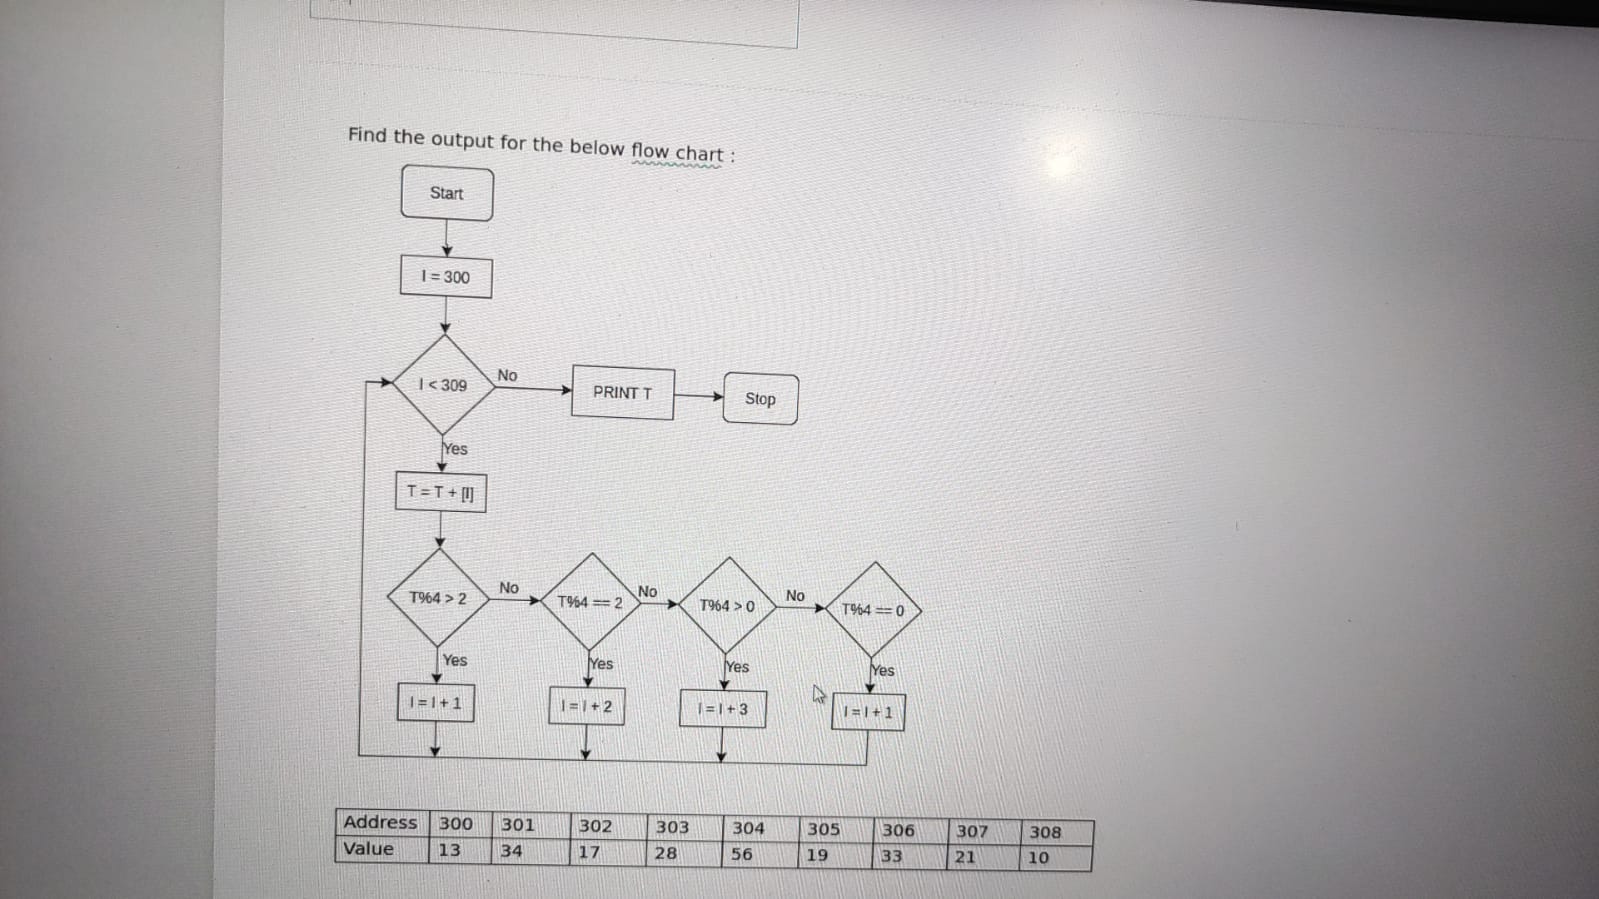 Find the output for the below flow chart :
Start
I = 300
I < 309
No
PRINT T
Stop
Yes
T = T + [I]
T%4 > 2
No
T%4 == 2
No
T%4 > 0
No
T%4 == 0
Yes
Yes
Yes
Yes
I = I + 1
I = I + 2
I = I + 3
I = I + 1
Address 300 301 302 303 304 305 306 307 308
Value 13 34 17 28 56 19 33 21 10